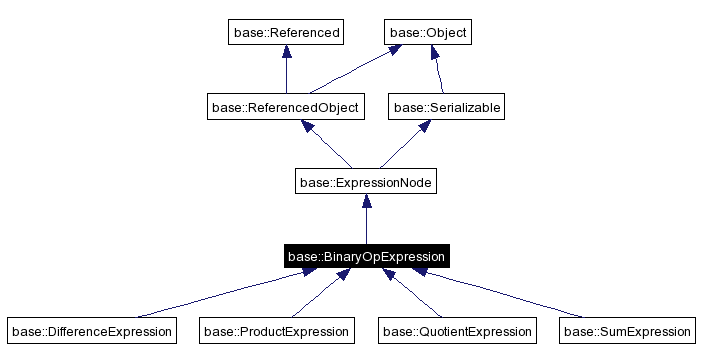 base::Referenced
base::Object
base::ReferencedObject
base::Serializable
base::ExpressionNode
base::BinaryOpExpression
base::DifferenceExpression
base::ProductExpression
base::QuotientExpression
base::SumExpression